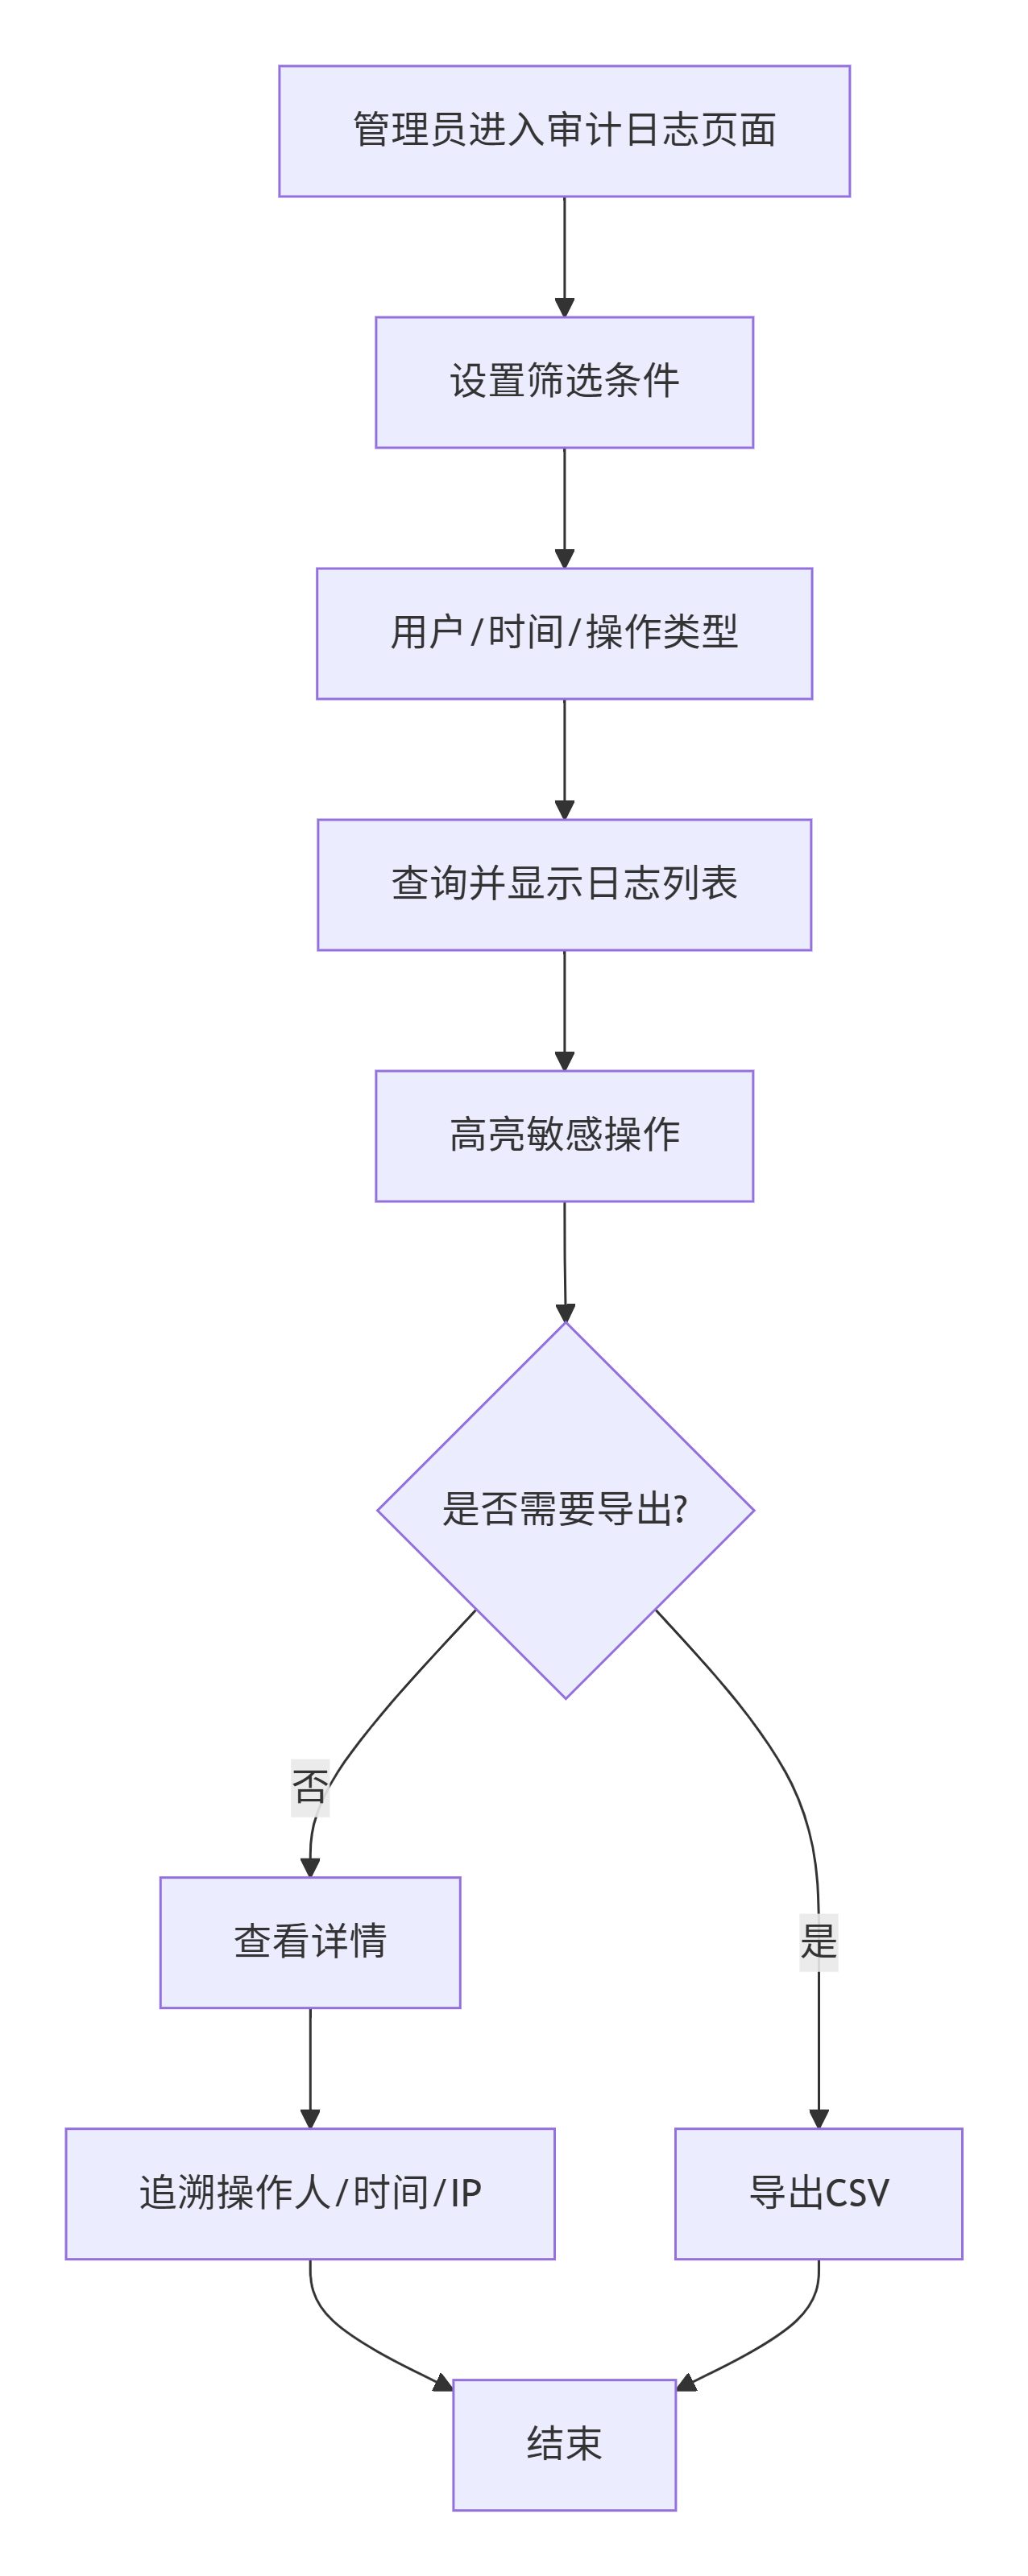 管理员进入审计日志页面
设置筛选条件
用户/时间/操作类型
查询并显示日志列表
高亮敏感操作
是否需要导出?
否
查看详情
是
追溯操作人/时间/IP
导出CSV
结束